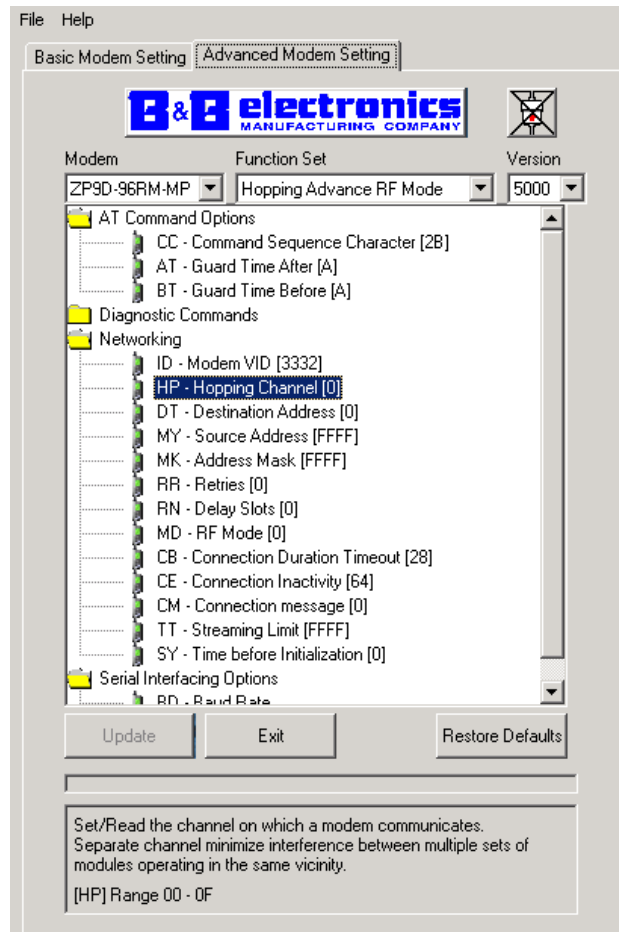 File Help
Basic Modem Setting Advanced Modem Setting
B&B electronics
MANUFACTURING COMPANY
Modem Function Set Version
ZP9D-96RM-MP Hopping Advance RF Mode 5000
AT Command Options
CC - Command Sequence Character [2B]
AT - Guard Time After [A]
BT - Guard Time Before [A]
Diagnostic Commands
Networking
ID - Modem VID [3332]
HP - Hopping Channel [0]
DT - Destination Address [0]
MY - Source Address [FFFF]
MK - Address Mask [FFFF]
RR - Retries [0]
RN - Delay Slots [0]
MD - RF Mode [0]
CB - Connection Duration Timeout [28]
CE - Connection Inactivity [64]
CM - Connection message [0]
TT - Streaming Limit [FFFF]
SY - Time before Initialization [0]
Serial Interfacing Options
BD - Baud Rate
Update Exit Restore Defaults
Set/Read the channel on which a modem communicates.
Separate channel minimize interference between multiple sets of
modules operating in the same vicinity.
[HP] Range 00 - 0F